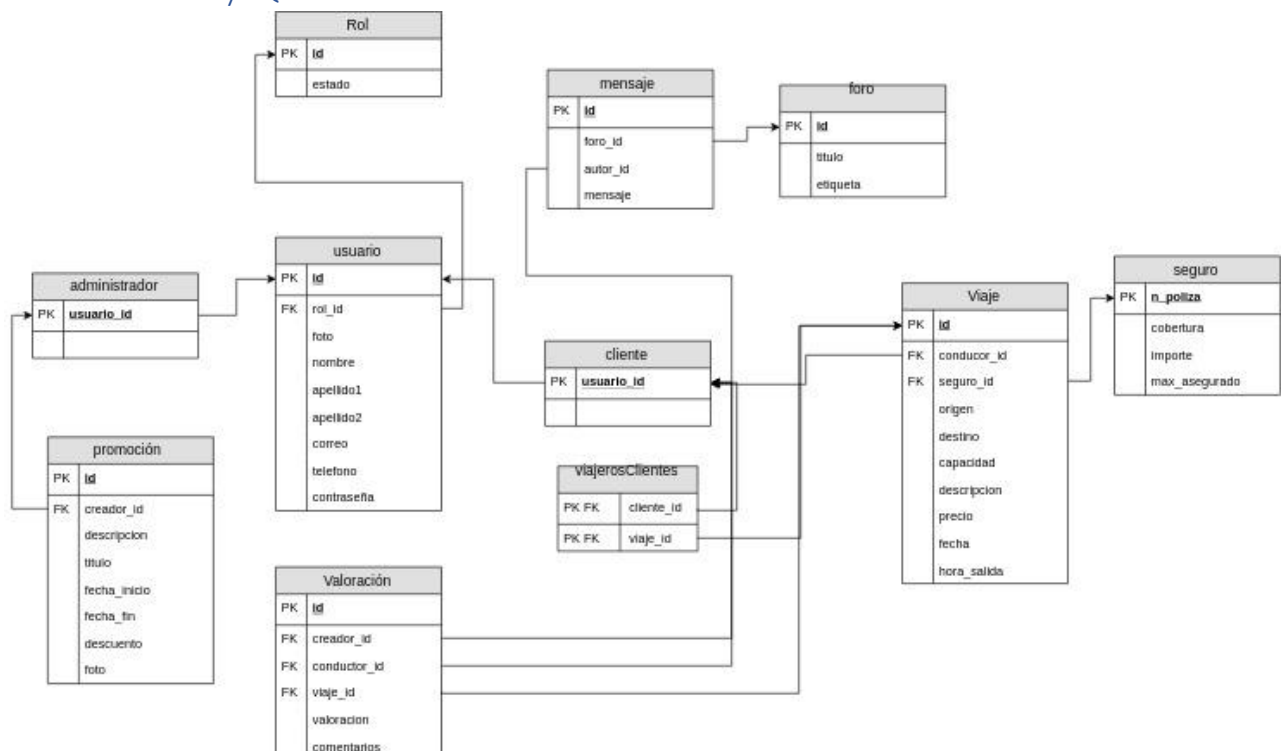 Rol
PK id
estado
mensaje
PK id
foro_id
autor_id
mensaje
foro
PK id
titulo
etiqueta
usuario
PK id
FK rol_id
foto
nombre
apellido1
apellido2
correo
telefono
contraseña
administrador
PK usuario_id
cliente
PK usuario_id
Viaje
PK id
FK conducor_id
FK seguro_id
origen
destino
capacidad
descripcion
precio
fecha
hora_salida
seguro
PK n_poliza
cobertura
importe
max_asegurado
promoción
PK id
FK creador_id
descripcion
titulo
fecha_inicio
fecha_fin
descuento
foto
viajerosClientes
PK FK cliente_id
PK FK viaje_id
Valoración
PK id
FK creador_id
FK conductor_id
FK viaje_id
valoracion
comentarios